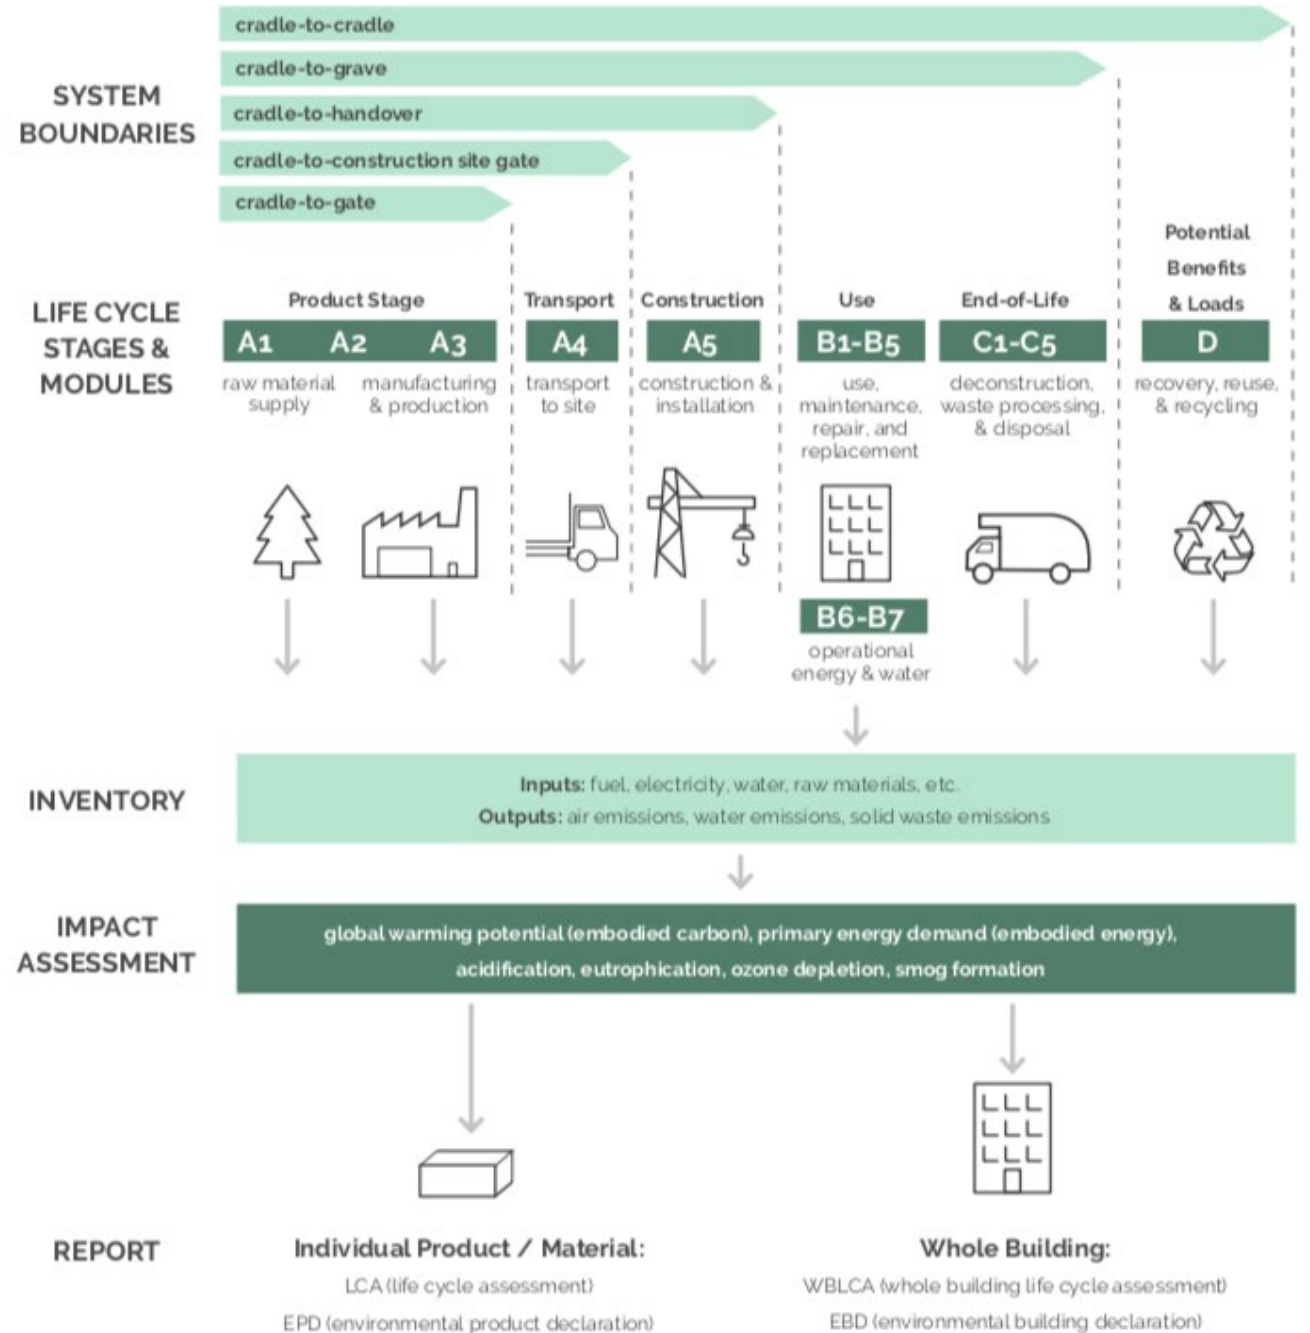 cradle-to-cradle
cradle-to-grave
SYSTEM
BOUNDARIES
cradle-to-handover
cradle-to-construction site gate
cradle-to-gate
Potential
Benefits
& Loads
LIFE CYCLE
STAGES &
MODULES
Product Stage
Transport
Construction
Use
End-of-Life
A1 A2 A3
A4
A5
B1-B5
C1-C5
D
raw material
supply
manufacturing
& production
transport
to site
construction &
installation
use,
maintenance,
repair, and
replacement
deconstruction,
waste processing,
& disposal
recovery, reuse,
& recycling
B6-B7
operational
energy & water
INVENTORY
Inputs: fuel, electricity, water, raw materials, etc.
Outputs: air emissions, water emissions, solid waste emissions
IMPACT
ASSESSMENT
global warming potential (embodied carbon), primary energy demand (embodied energy),
acidification, eutrophication, ozone depletion, smog formation
REPORT
Individual Product / Material:
LCA (life cycle assessment)
EPD (environmental product declaration)
Whole Building:
WBLCA (whole building life cycle assessment)
EBD (environmental building declaration)